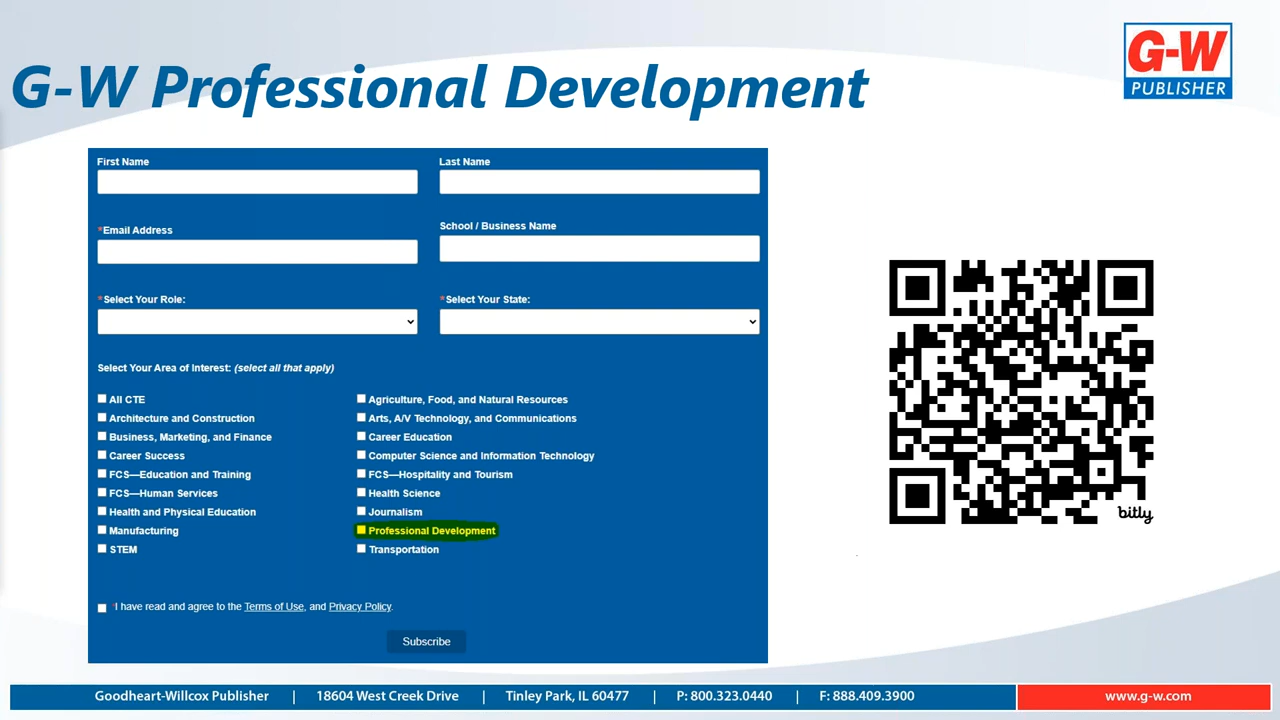 G-W Professional Development
G-W
PUBLISHER
First Name
Last Name
*Email Address
School / Business Name
*Select Your Role:
*Select Your State:
Select Your Area of Interest: (select all that apply)
All CTE
Agriculture, Food, and Natural Resources
Architecture and Construction
Arts, A/V Technology, and Communications
Business, Marketing, and Finance
Career Education
Career Success
Computer Science and Information Technology
FCS—Education and Training
FCS—Hospitality and Tourism
FCS—Human Services
Health Science
Health and Physical Education
Journalism
Manufacturing
Professional Development
STEM
Transportation
*I have read and agree to the Terms of Use, and Privacy Policy.
Subscribe
bitly
Goodheart-Willcox Publisher | 18604 West Creek Drive | Tinley Park, IL 60477 | P: 800.323.0440 | F: 888.409.3900
www.g-w.com